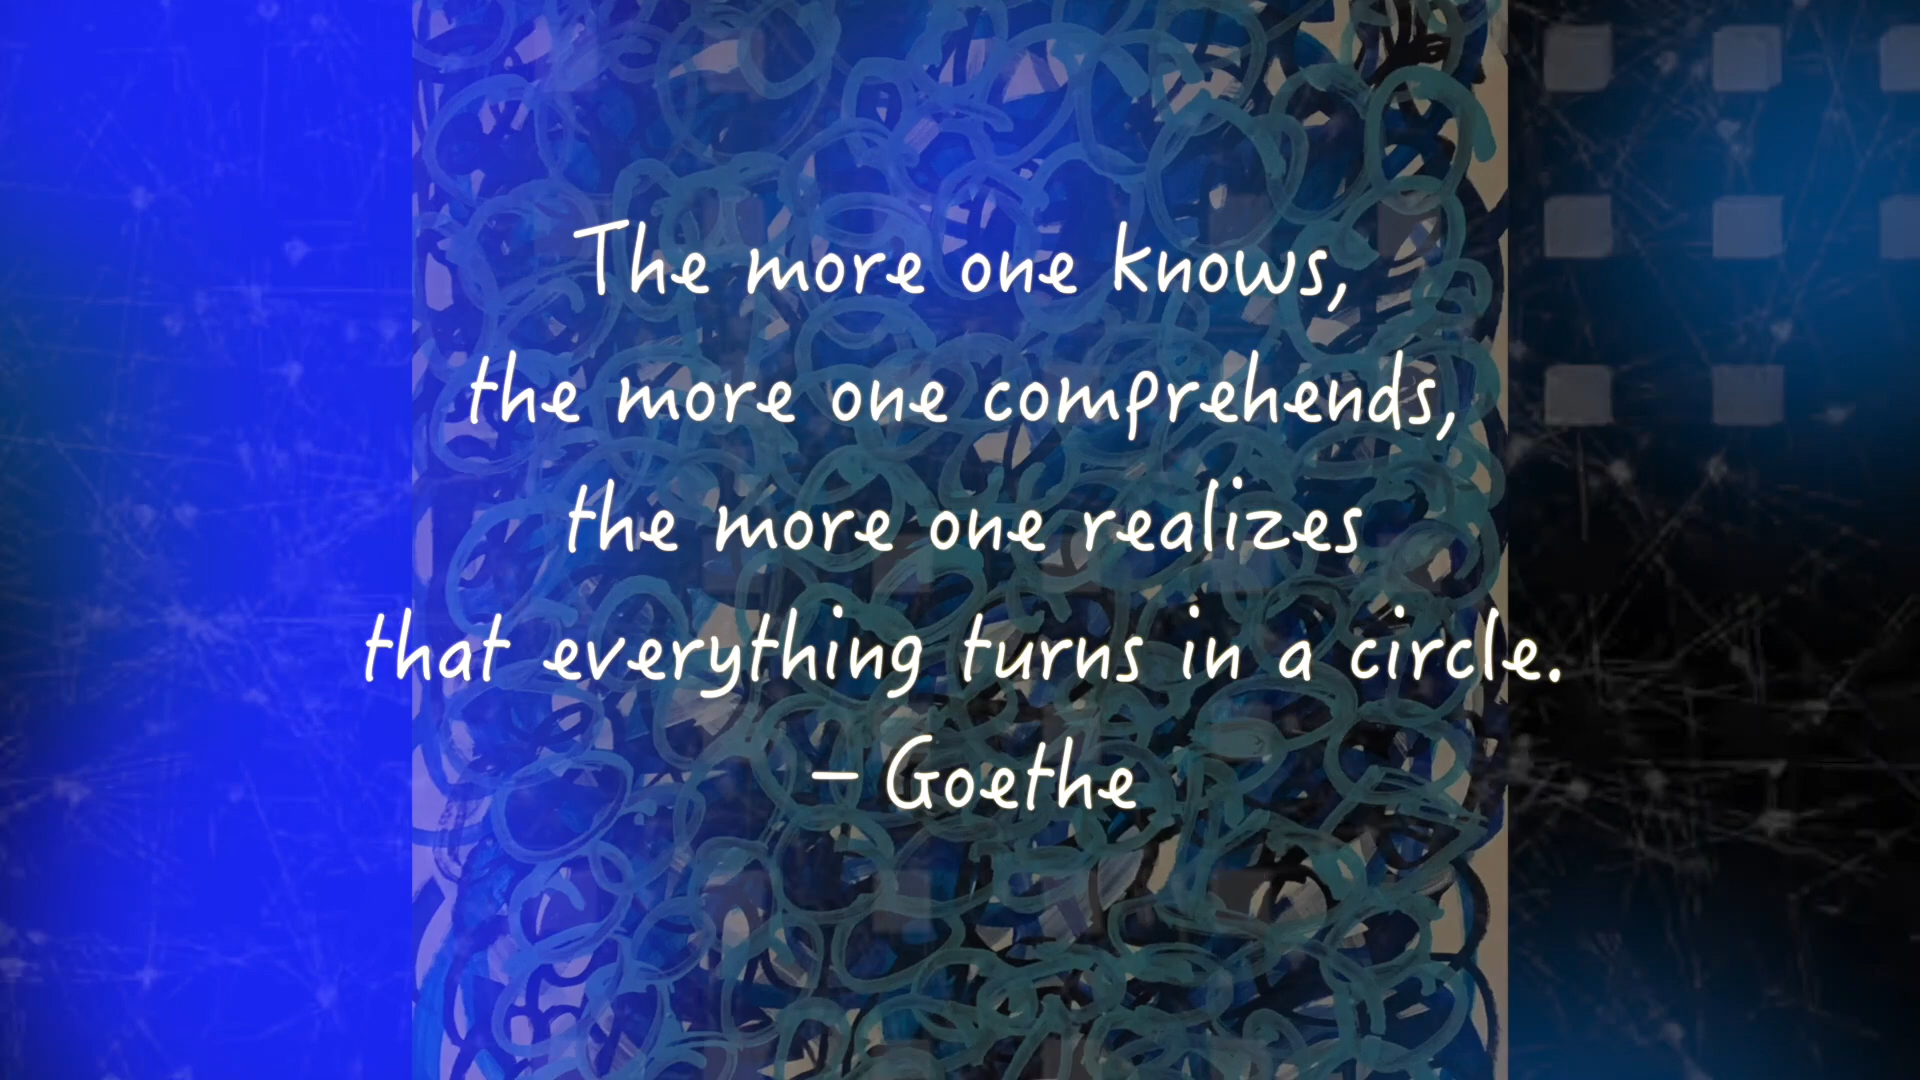 The more one knows,
the more one comprehends,
the more one realizes
that everything turns in a circle.
– Goethe